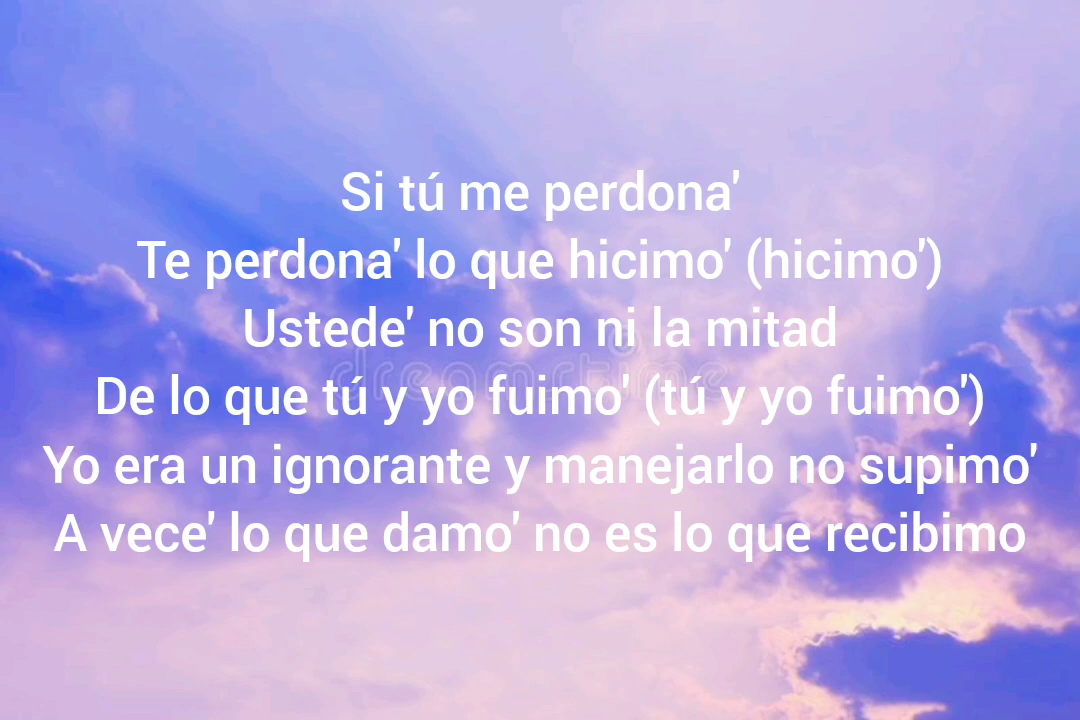 Si tú me perdona'
Te perdona' lo que hicimo' (hicimo')
Ustede' no son ni la mitad
De lo que tú y yo fuimo' (tú y yo fuimo')
Yo era un ignorante y manejarlo no supimo'
A vece' lo que damo' no es lo que recibimo
dreamstime